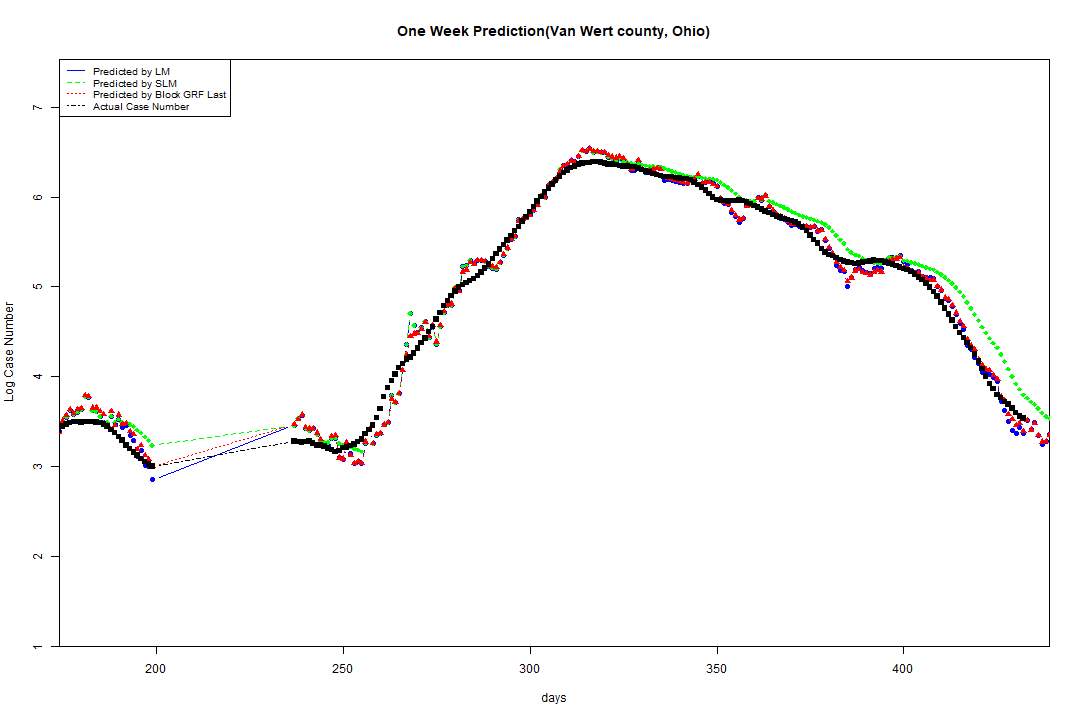 One Week Prediction(Van Wert county, Ohio)
Predicted by LM
Predicted by SLM
Predicted by Block GRF Last
Actual Case Number
Log Case Number
7
6
5
4
3
2
1
200 250 300 350 400
days